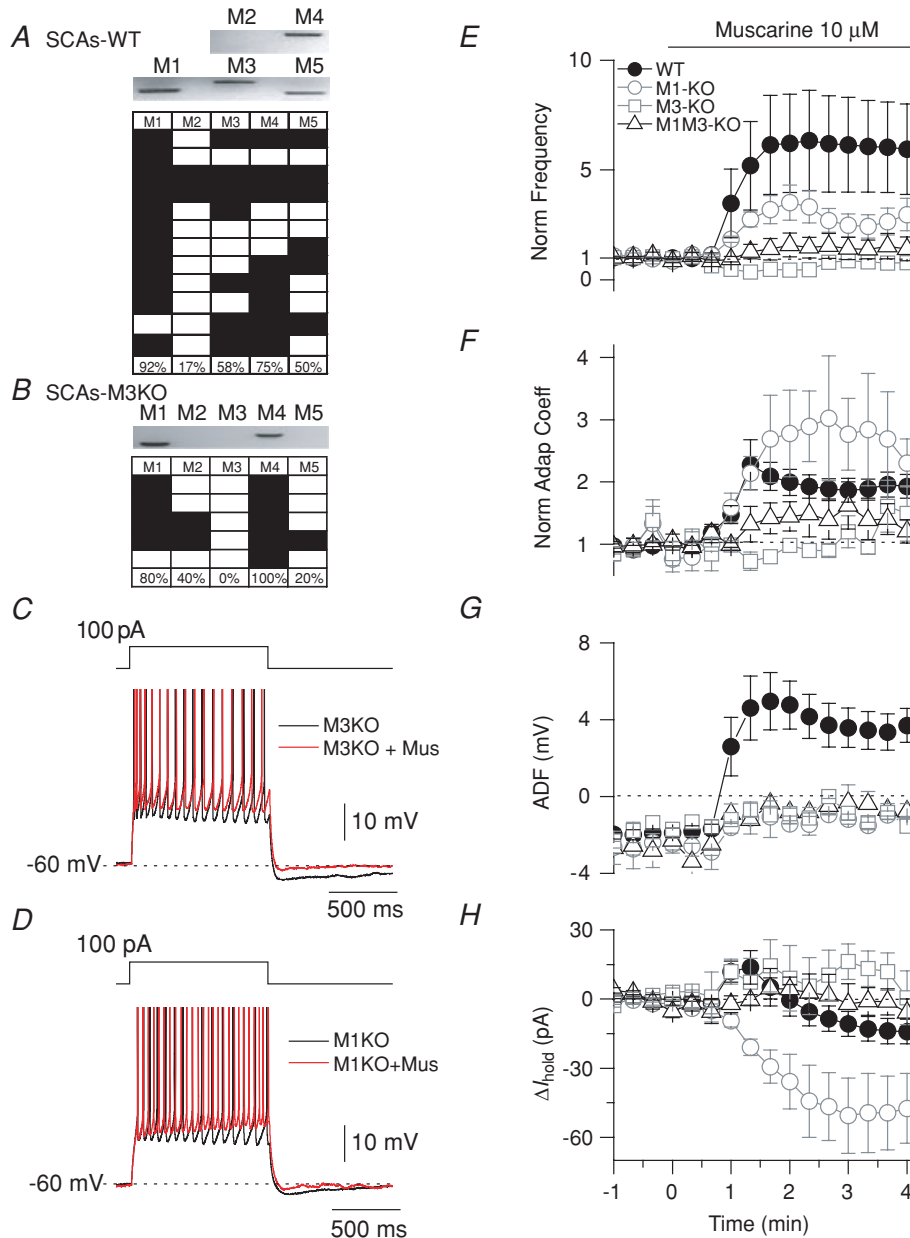 A SCAs-WT
M2 M4
M1 M3 M5
M1 M2 M3 M4 M5
92% 17% 58% 75% 50%
B SCAs-M3KO
M1 M2 M3 M4 M5
M1 M2 M3 M4 M5
80% 40% 0% 100% 20%
C
100 pA
M3KO
M3KO + Mus
10 mV
-60 mV
500 ms
D
100 pA
M1KO
M1KO+Mus
10 mV
-60 mV
500 ms
E
Muscarine 10 μM
WT
M1-KO
M3-KO
M1M3-KO
10
5
1
0
Norm Frequency
F
4
3
2
1
Norm Adap Coeff
G
8
4
0
-4
ADF (mV)
H
30
0
-30
-60
ΔIhold (pA)
-1 0 1 2 3 4
Time (min)